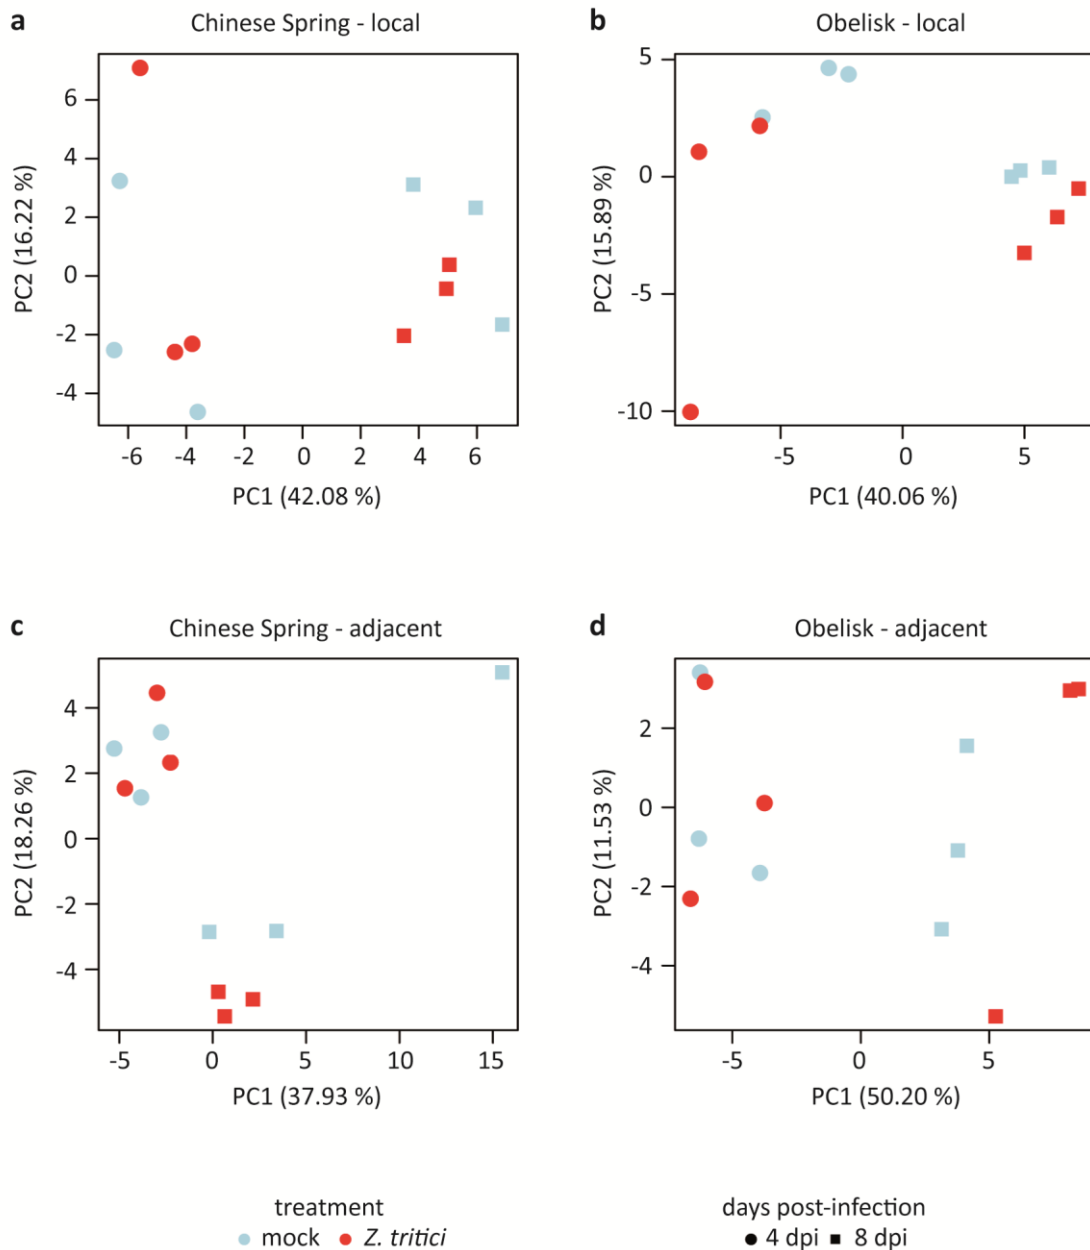 a Chinese Spring - local
6
4
2
0
-2
-4
PC2 (16.22 %)
-6 -4 -2 0 2 4 6
PC1 (42.08 %)
b Obelisk - local
5
0
-5
-10
PC2 (15.89 %)
-5 0 5
PC1 (40.06 %)
c Chinese Spring - adjacent
4
2
0
-2
-4
PC2 (18.26 %)
-5 0 5 10 15
PC1 (37.93 %)
d Obelisk - adjacent
2
0
-2
-4
PC2 (11.53 %)
-5 0 5
PC1 (50.20 %)
treatment
mock Z. tritici
days post-infection
4 dpi 8 dpi